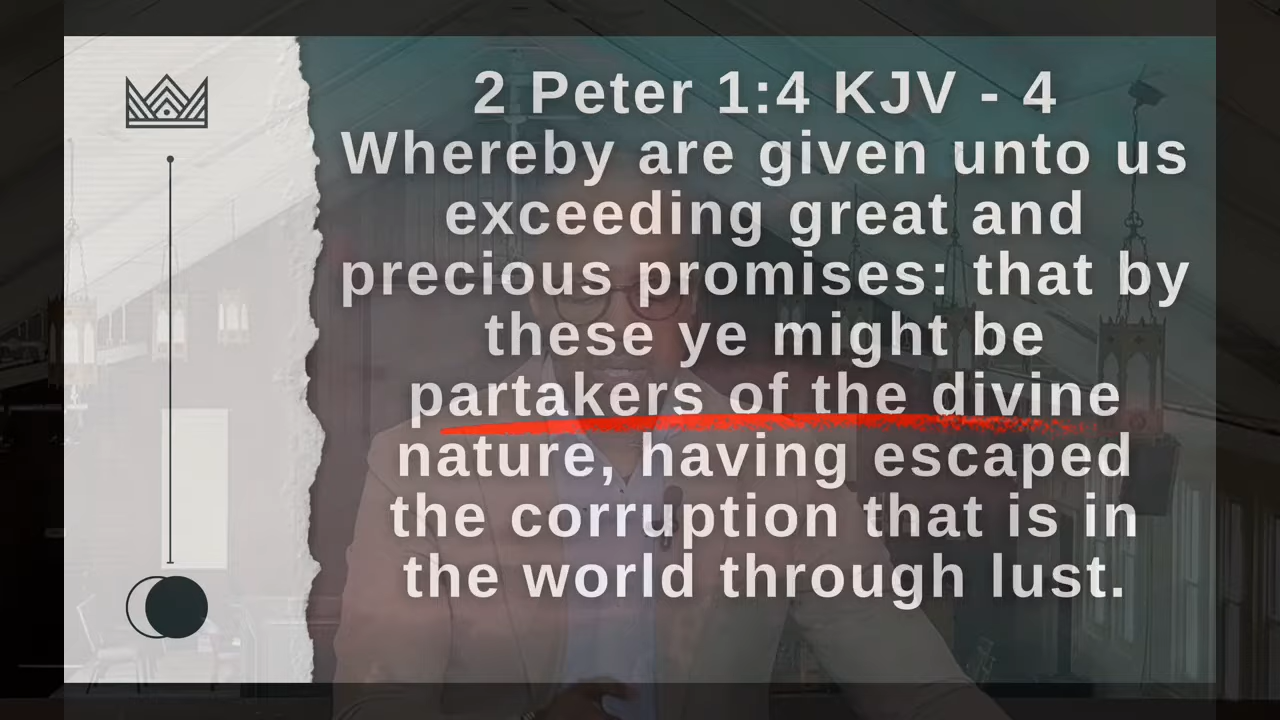 2 Peter 1:4 KJV - 4
Whereby are given unto us
exceeding great and
precious promises: that by
these ye might be
partakers of the divine
nature, having escaped
the corruption that is in
the world through lust.